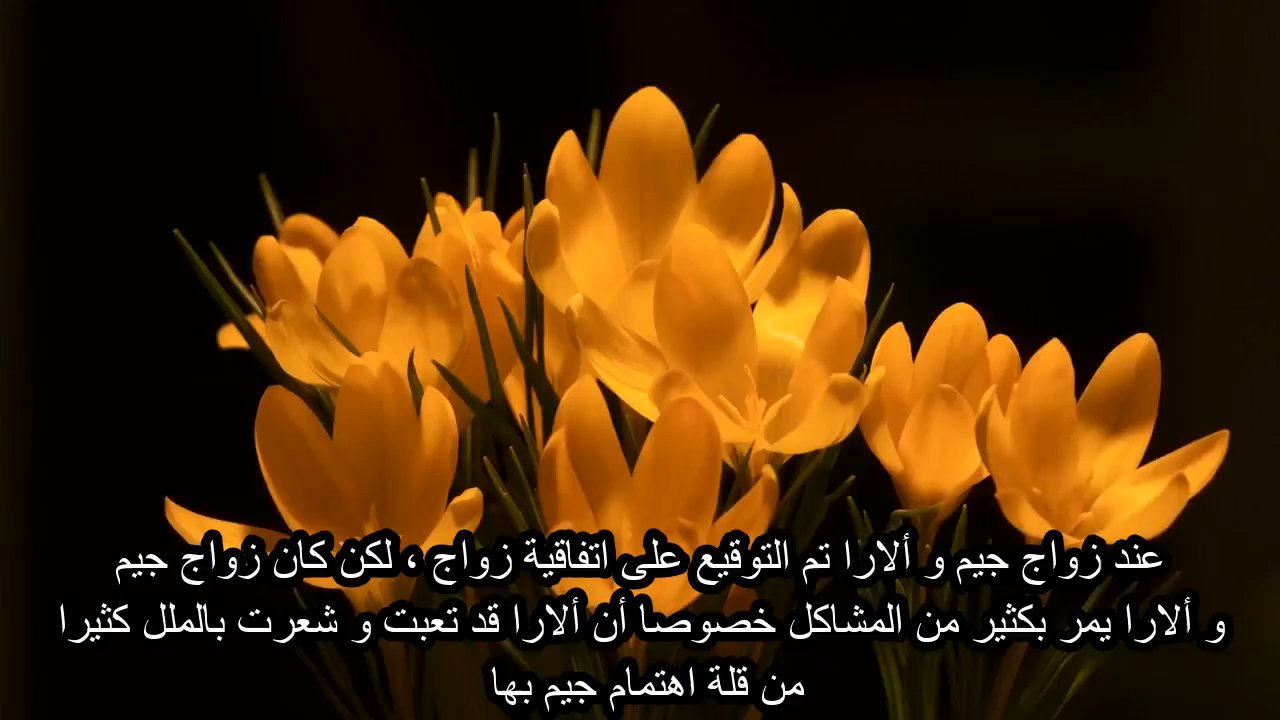 عند زواج جيم و ألارا تم التوقيع على اتفاقية زواج ، لكن كان زواج جيم
و ألارا يمر بكثير من المشاكل خصوصا أن ألارا قد تعبت و شعرت بالملل كثيرا
من قلة اهتمام جيم بها